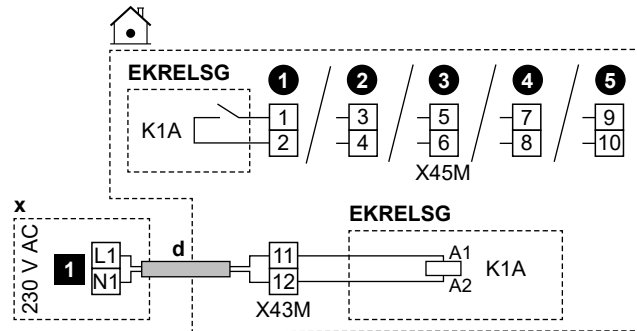 EKRELSG 1 2 3 4 5
K1A 1 / 3 / 5 / 7 / 9
2 4 6 8 10
X45M
x EKRELSG
230 V AC 1 L1 d 11 A1 K1A
N1 12 A2
X43M